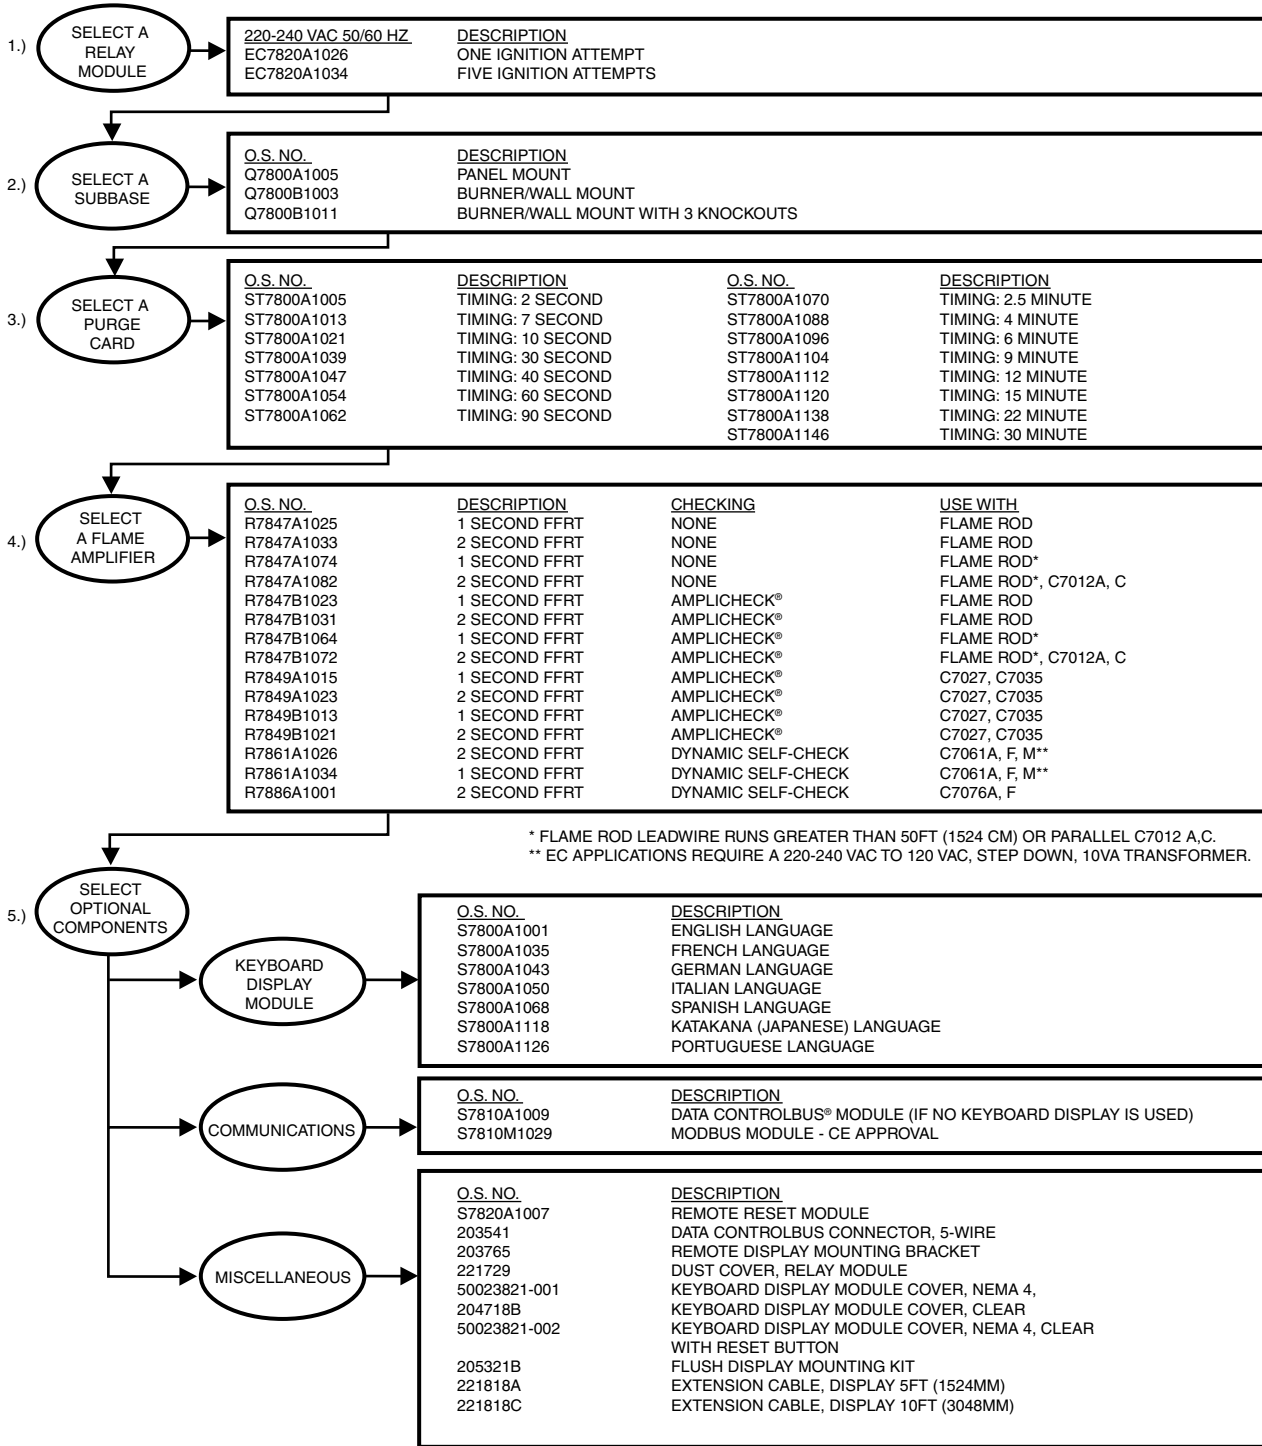 1.)
SELECT A
RELAY
MODULE
220-240 VAC 50/60 HZ DESCRIPTION
EC7820A1026 ONE IGNITION ATTEMPT
EC7820A1034 FIVE IGNITION ATTEMPTS
2.)
SELECT A
SUBBASE
O.S. NO. DESCRIPTION
Q7800A1005 PANEL MOUNT
Q7800B1003 BURNER/WALL MOUNT
Q7800B1011 BURNER/WALL MOUNT WITH 3 KNOCKOUTS
3.)
SELECT A
PURGE
CARD
O.S. NO. DESCRIPTION O.S. NO. DESCRIPTION
ST7800A1005 TIMING: 2 SECOND ST7800A1070 TIMING: 2.5 MINUTE
ST7800A1013 TIMING: 7 SECOND ST7800A1088 TIMING: 4 MINUTE
ST7800A1021 TIMING: 10 SECOND ST7800A1096 TIMING: 6 MINUTE
ST7800A1039 TIMING: 30 SECOND ST7800A1104 TIMING: 9 MINUTE
ST7800A1047 TIMING: 40 SECOND ST7800A1112 TIMING: 12 MINUTE
ST7800A1054 TIMING: 60 SECOND ST7800A1120 TIMING: 15 MINUTE
ST7800A1062 TIMING: 90 SECOND ST7800A1138 TIMING: 22 MINUTE
ST7800A1146 TIMING: 30 MINUTE
4.)
SELECT
A FLAME
AMPLIFIER
O.S. NO. DESCRIPTION CHECKING USE WITH
R7847A1025 1 SECOND FFRT NONE FLAME ROD
R7847A1033 2 SECOND FFRT NONE FLAME ROD
R7847A1074 1 SECOND FFRT NONE FLAME ROD*
R7847A1082 2 SECOND FFRT NONE FLAME ROD*, C7012A, C
R7847B1023 1 SECOND FFRT AMPLICHECK® FLAME ROD
R7847B1031 2 SECOND FFRT AMPLICHECK® FLAME ROD
R7847B1064 1 SECOND FFRT AMPLICHECK® FLAME ROD*
R7847B1072 2 SECOND FFRT AMPLICHECK® FLAME ROD*, C7012A, C
R7849A1015 1 SECOND FFRT AMPLICHECK® C7027, C7035
R7849A1023 2 SECOND FFRT AMPLICHECK® C7027, C7035
R7849B1013 1 SECOND FFRT AMPLICHECK® C7027, C7035
R7849B1021 2 SECOND FFRT AMPLICHECK® C7027, C7035
R7861A1026 2 SECOND FFRT DYNAMIC SELF-CHECK C7061A, F, M**
R7861A1034 1 SECOND FFRT DYNAMIC SELF-CHECK C7061A, F, M**
R7886A1001 2 SECOND FFRT DYNAMIC SELF-CHECK C7076A, F
* FLAME ROD LEADWIRE RUNS GREATER THAN 50FT (1524 CM) OR PARALLEL C7012 A,C.
** EC APPLICATIONS REQUIRE A 220-240 VAC TO 120 VAC, STEP DOWN, 10VA TRANSFORMER.
5.)
SELECT
OPTIONAL
COMPONENTS
KEYBOARD
DISPLAY
MODULE
O.S. NO. DESCRIPTION
S7800A1001 ENGLISH LANGUAGE
S7800A1035 FRENCH LANGUAGE
S7800A1043 GERMAN LANGUAGE
S7800A1050 ITALIAN LANGUAGE
S7800A1068 SPANISH LANGUAGE
S7800A1118 KATAKANA (JAPANESE) LANGUAGE
S7800A1126 PORTUGUESE LANGUAGE
COMMUNICATIONS
O.S. NO. DESCRIPTION
S7810A1009 DATA CONTROLBUS® MODULE (IF NO KEYBOARD DISPLAY IS USED)
S7810M1029 MODBUS MODULE - CE APPROVAL
MISCELLANEOUS
O.S. NO. DESCRIPTION
S7820A1007 REMOTE RESET MODULE
203541 DATA CONTROLBUS CONNECTOR, 5-WIRE
203765 REMOTE DISPLAY MOUNTING BRACKET
221729 DUST COVER, RELAY MODULE
50023821-001 KEYBOARD DISPLAY MODULE COVER, NEMA 4,
204718B KEYBOARD DISPLAY MODULE COVER, CLEAR
50023821-002 KEYBOARD DISPLAY MODULE COVER, NEMA 4, CLEAR
WITH RESET BUTTON
205321B FLUSH DISPLAY MOUNTING KIT
221818A EXTENSION CABLE, DISPLAY 5FT (1524MM)
221818C EXTENSION CABLE, DISPLAY 10FT (3048MM)